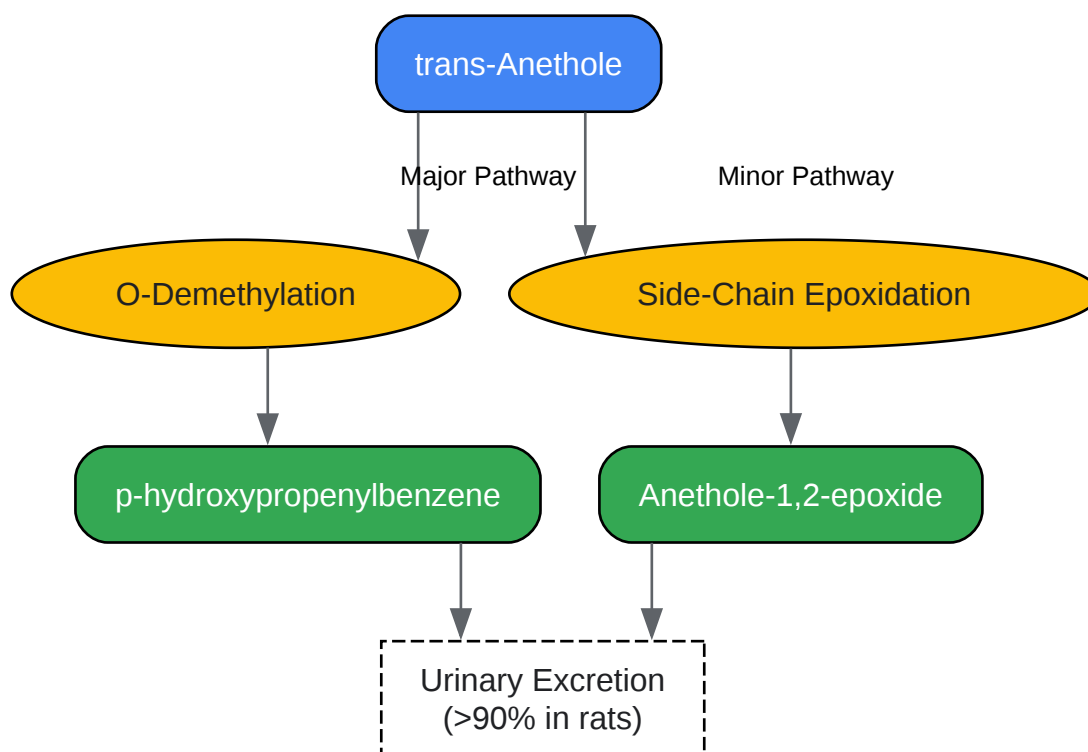 trans-Anethole
Major Pathway
Minor Pathway
O-Demethylation
Side-Chain Epoxidation
p-hydroxypropenylbenzene
Anethole-1,2-epoxide
Urinary Excretion
(>90% in rats)